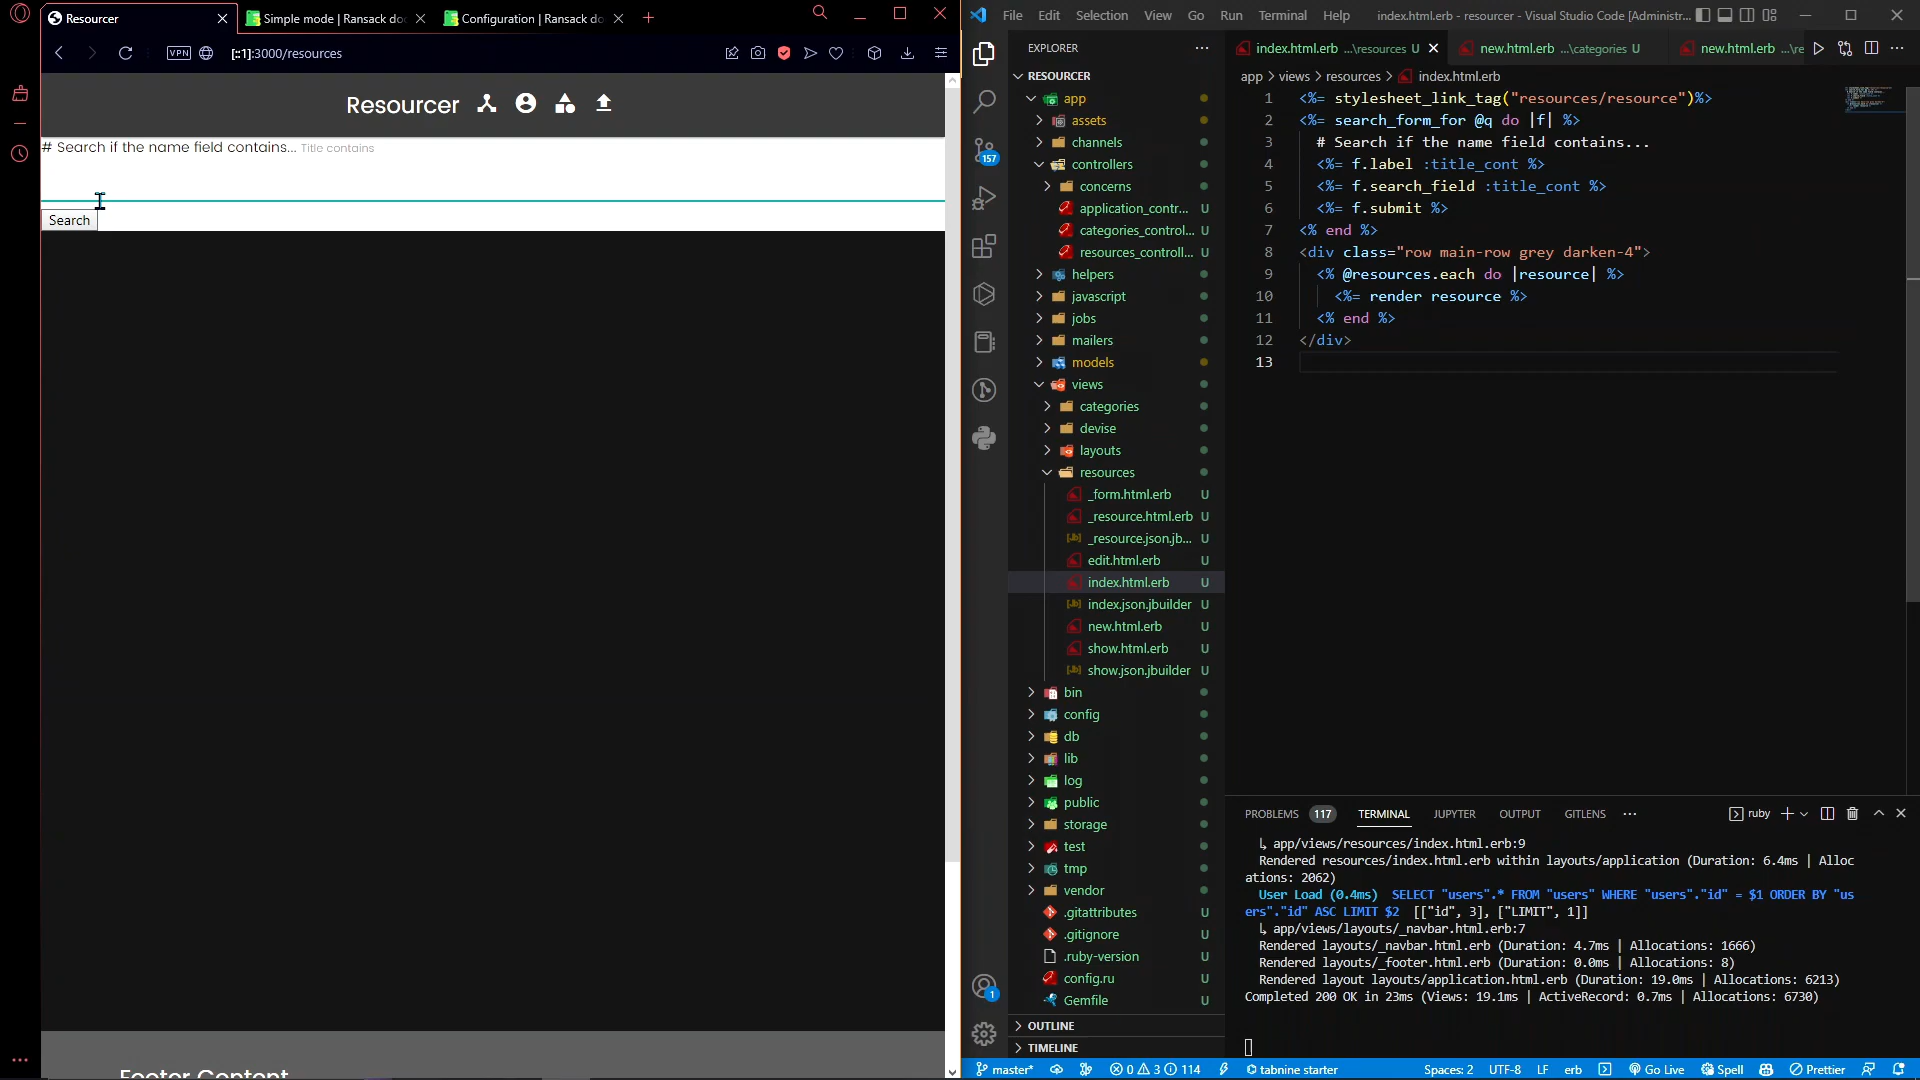 Resourcer
Simple mode | Ransack do
Configuration | Ransack do
VPN
[::1]:3000/resources
Resourcer
# Search if the name field contains... Title contains
Search
Footer Content
File Edit Selection View Go Run Terminal Help
index.html.erb - resourcer - Visual Studio Code [Administr...
EXPLORER
RESOURCER
app
assets
channels
controllers
concerns
application_contr... U
categories_control... U
resources_controll... U
helpers
javascript
jobs
mailers
models
views
categories
devise
layouts
resources
_form.html.erb U
_resource.html.erb U
_resource.json.jb... U
edit.html.erb U
index.html.erb U
index.json.jbuilder U
new.html.erb U
show.html.erb U
show.json.jbuilder U
bin
config
db
lib
log
public
storage
test
tmp
vendor
.gitattributes U
.gitignore U
.ruby-version U
config.ru U
Gemfile U
OUTLINE
TIMELINE
157
1
index.html.erb ...\resources U
new.html.erb ...\categories U
new.html.erb ...\re
app > views > resources > index.html.erb
1 <%= stylesheet_link_tag("resources/resource")%>
2 <%= search_form_for @q do |f| %>
3 # Search if the name field contains...
4 <%= f.label :title_cont %>
5 <%= f.search_field :title_cont %>
6 <%= f.submit %>
7 <% end %>
8 <div class="row main-row grey darken-4">
9 <% @resources.each do |resource| %>
10 <%= render resource %>
11 <% end %>
12 </div>
13
PROBLEMS 117 TERMINAL JUPYTER OUTPUT GITLENS ... ruby
↳ app/views/resources/index.html.erb:9
Rendered resources/index.html.erb within layouts/application (Duration: 6.4ms | Alloc
ations: 2062)
User Load (0.4ms) SELECT "users".* FROM "users" WHERE "users"."id" = $1 ORDER BY "us
ers"."id" ASC LIMIT $2 [["id", 3], ["LIMIT", 1]]
↳ app/views/layouts/_navbar.html.erb:7
Rendered layouts/_navbar.html.erb (Duration: 4.7ms | Allocations: 1666)
Rendered layouts/_footer.html.erb (Duration: 0.0ms | Allocations: 8)
Rendered layout layouts/application.html.erb (Duration: 19.0ms | Allocations: 6213)
Completed 200 OK in 23ms (Views: 19.1ms | ActiveRecord: 0.7ms | Allocations: 6730)
master* 0 3 114 tabnine starter Spaces: 2 UTF-8 LF erb Go Live Spell Prettier